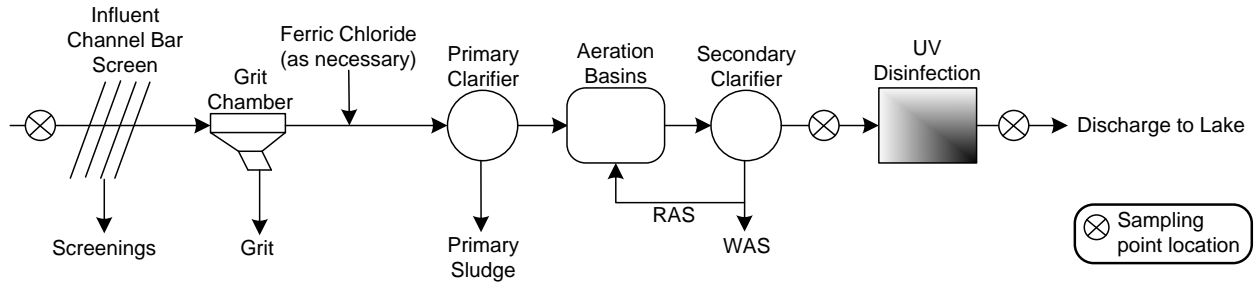 Influent
Channel Bar
Screen
Grit
Chamber
Ferric Chloride
(as necessary)
Primary
Clarifier
Aeration
Basins
Secondary
Clarifier
UV
Disinfection
Discharge to Lake
RAS
Screenings
Grit
Primary
Sludge
WAS
Sampling
point location